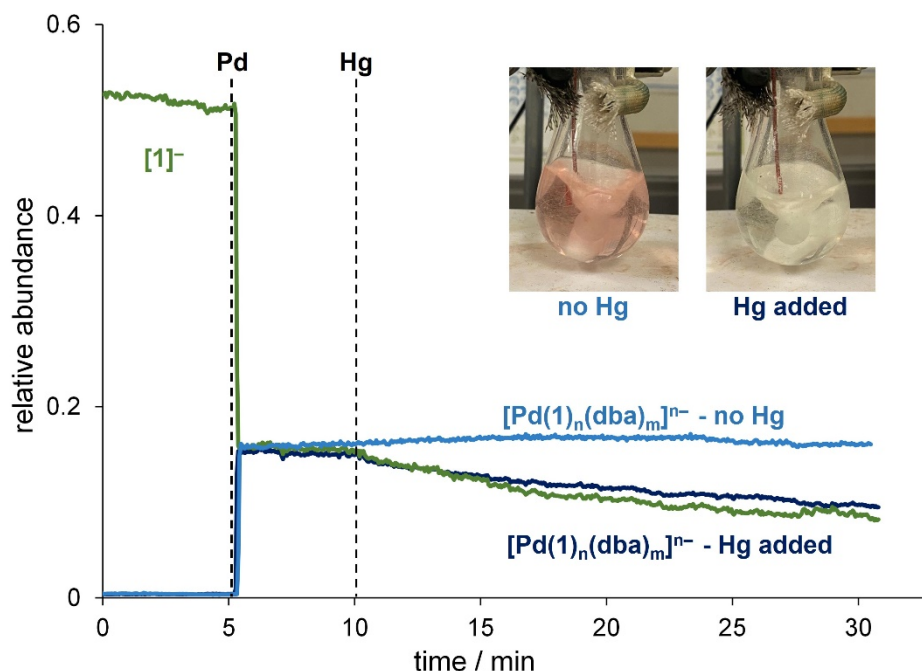 0.6
Pd
Hg
[1]⁻
0.4
no Hg
Hg added
relative abundance
0.2
[Pd(1)ₙ(dba)ₘ]ⁿ⁻ - no Hg
[Pd(1)ₙ(dba)ₘ]ⁿ⁻ - Hg added
0
0 5 10 15 20 25 30
time / min